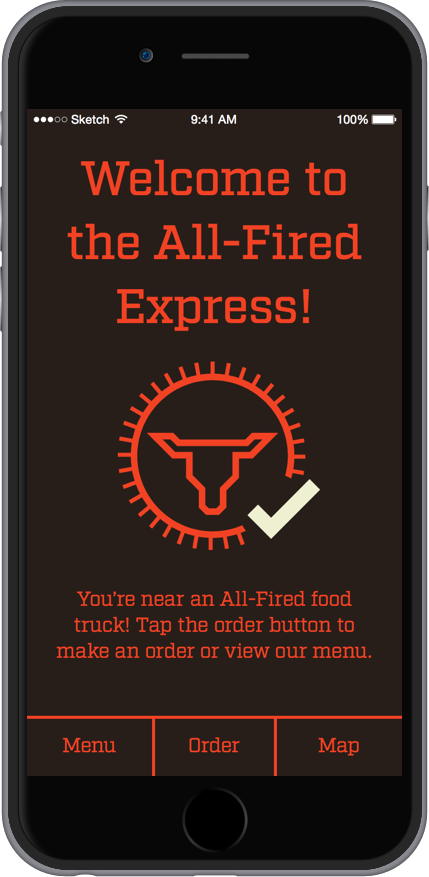 Sketch 9:41 AM 100%
Welcome to
the All-Fired
Express!
You're near an All-Fired food
truck! Tap the order button to
make an order or view our menu.
Menu Order Map